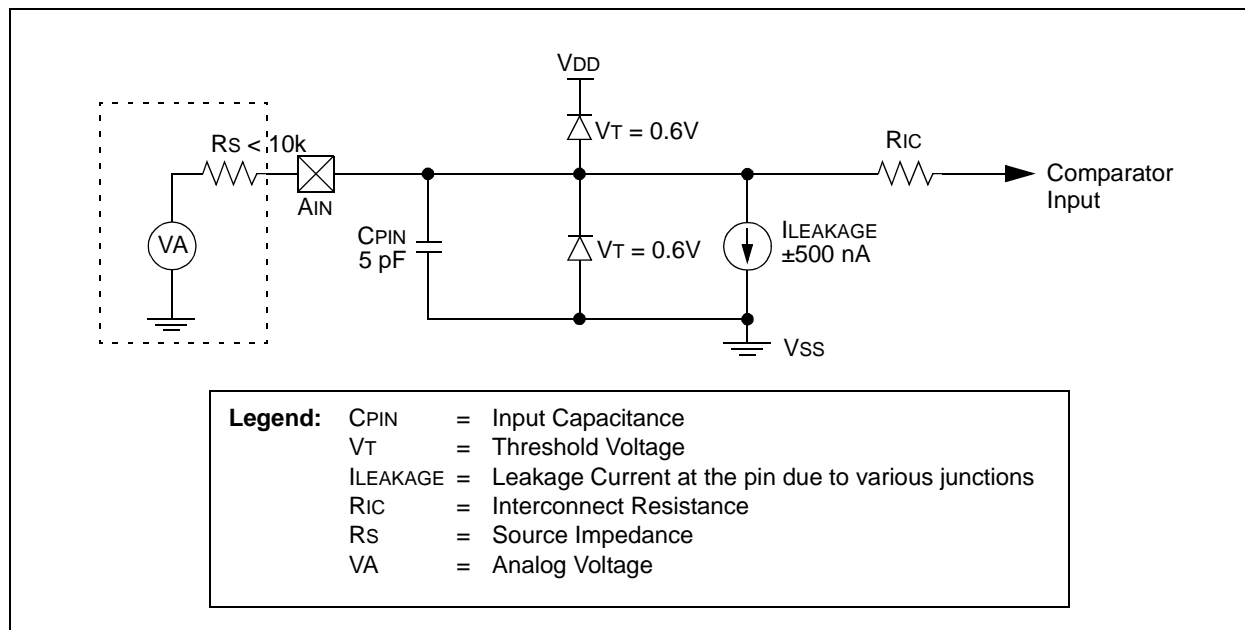 VDD
VT = 0.6V
RS < 10k
RIC
AIN
Comparator
Input
CPIN
5 pF
VT = 0.6V
ILEAKAGE
±500 nA
VA
VSS
Legend: CPIN = Input Capacitance
VT = Threshold Voltage
ILEAKAGE = Leakage Current at the pin due to various junctions
RIC = Interconnect Resistance
RS = Source Impedance
VA = Analog Voltage